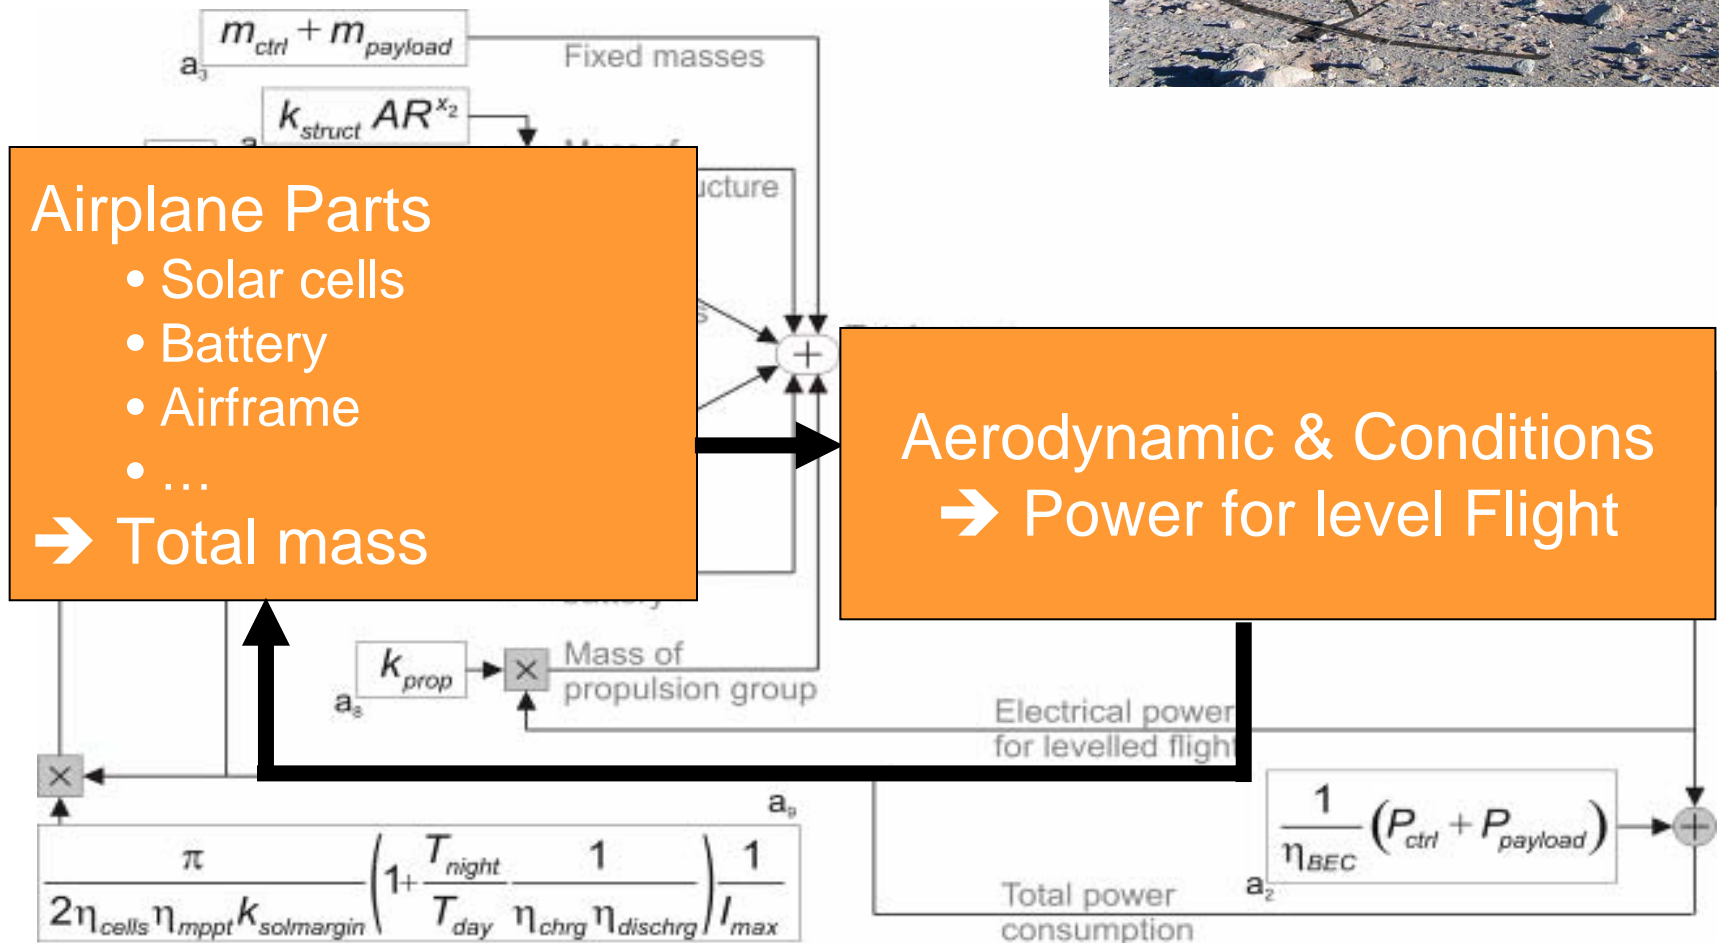 m_ctrl + m_payload
a₃
Fixed masses
k_struct AR^x₂
a
Mass of
ucture
Airplane Parts
• Solar cells
• Battery
• Airframe
• …
➔ Total mass
s
+
Aerodynamic & Conditions
➔ Power for level Flight
k_prop
a₈
×
Mass of
propulsion group
Electrical power
for levelled flight
×
a₉
π / (2η_cells η_mppt k_solmargin) (1 + T_night / T_day 1 / (η_chrg η_dischrg)) 1 / I_max
1 / η_BEC (P_ctrl + P_payload)
a₂
+
Total power
consumption